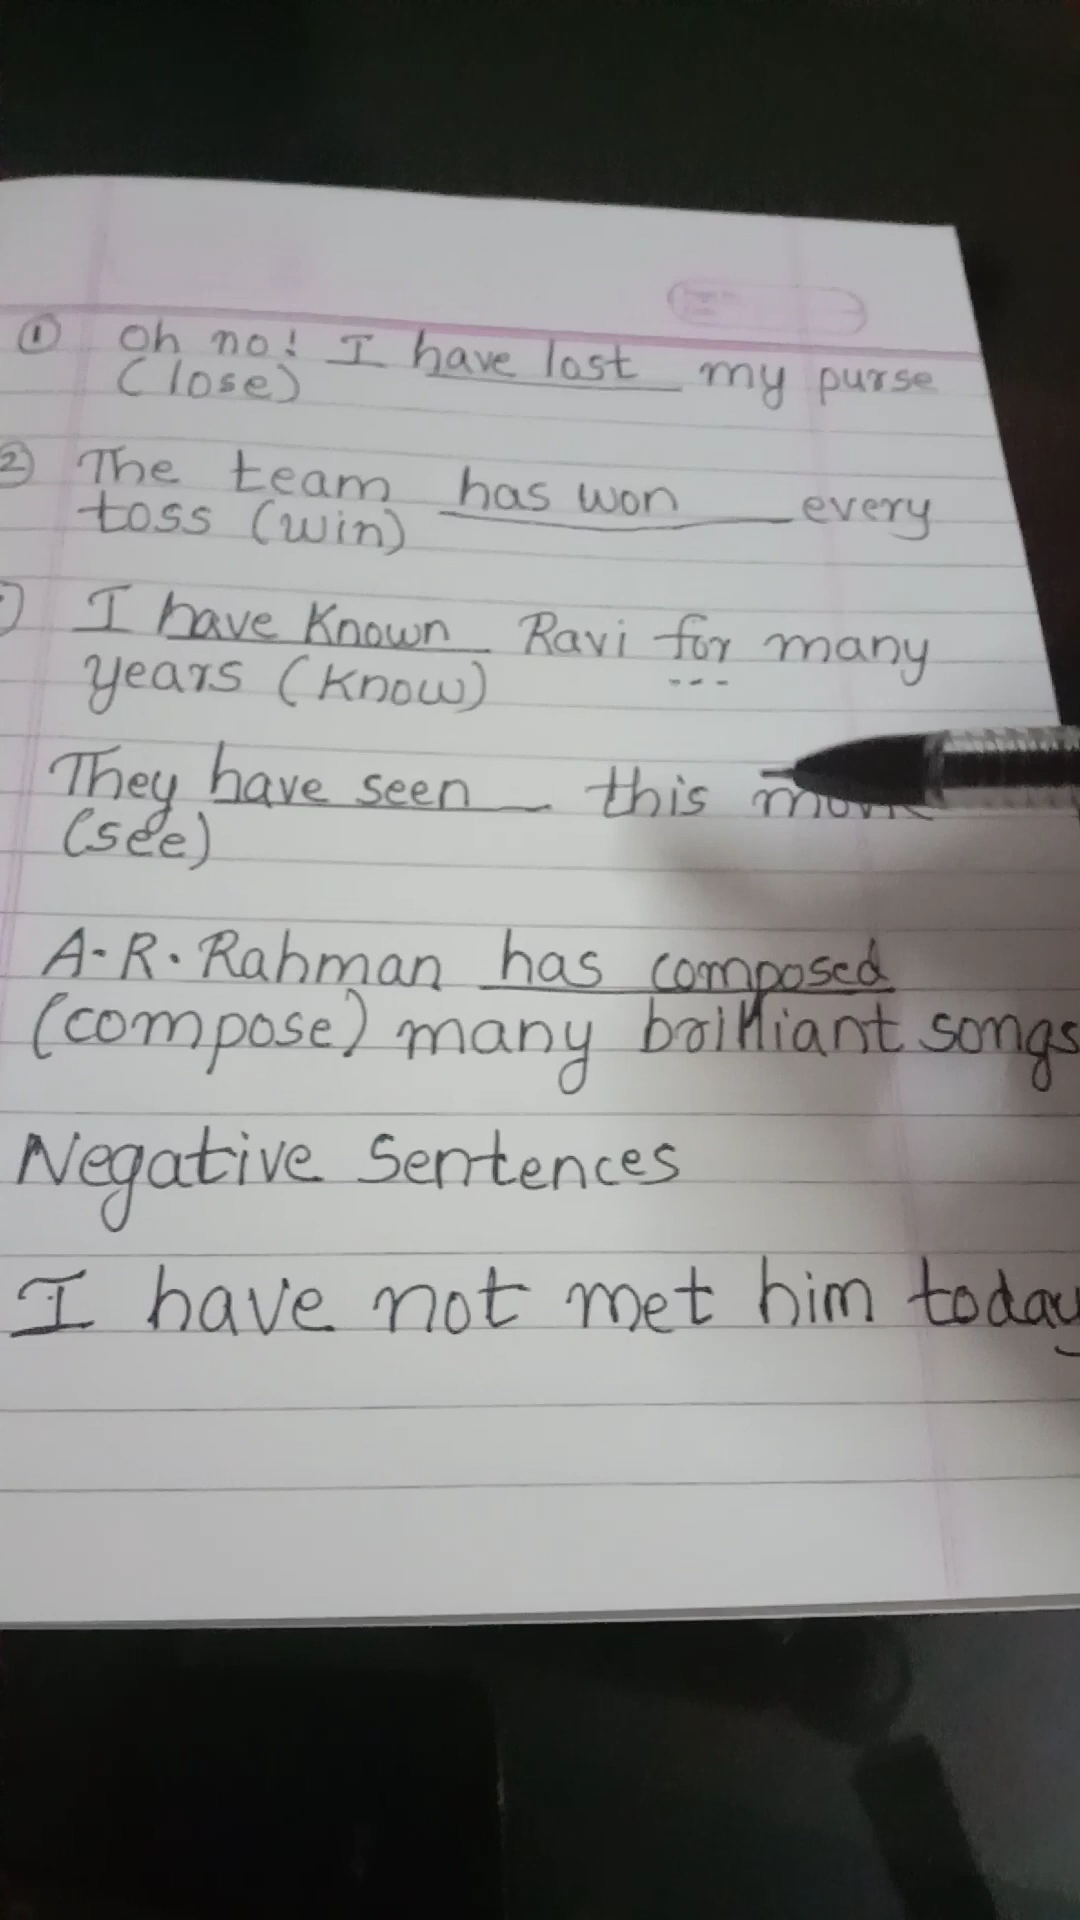 ① Oh no! I have lost my purse
(lose)
② The team has won every
toss (win)
I have Known Ravi for many
years (Know)
They have seen this
(see)
A.R. Rahman has composed
(compose) many brilliant songs
Negative Sentences
I have not met him today